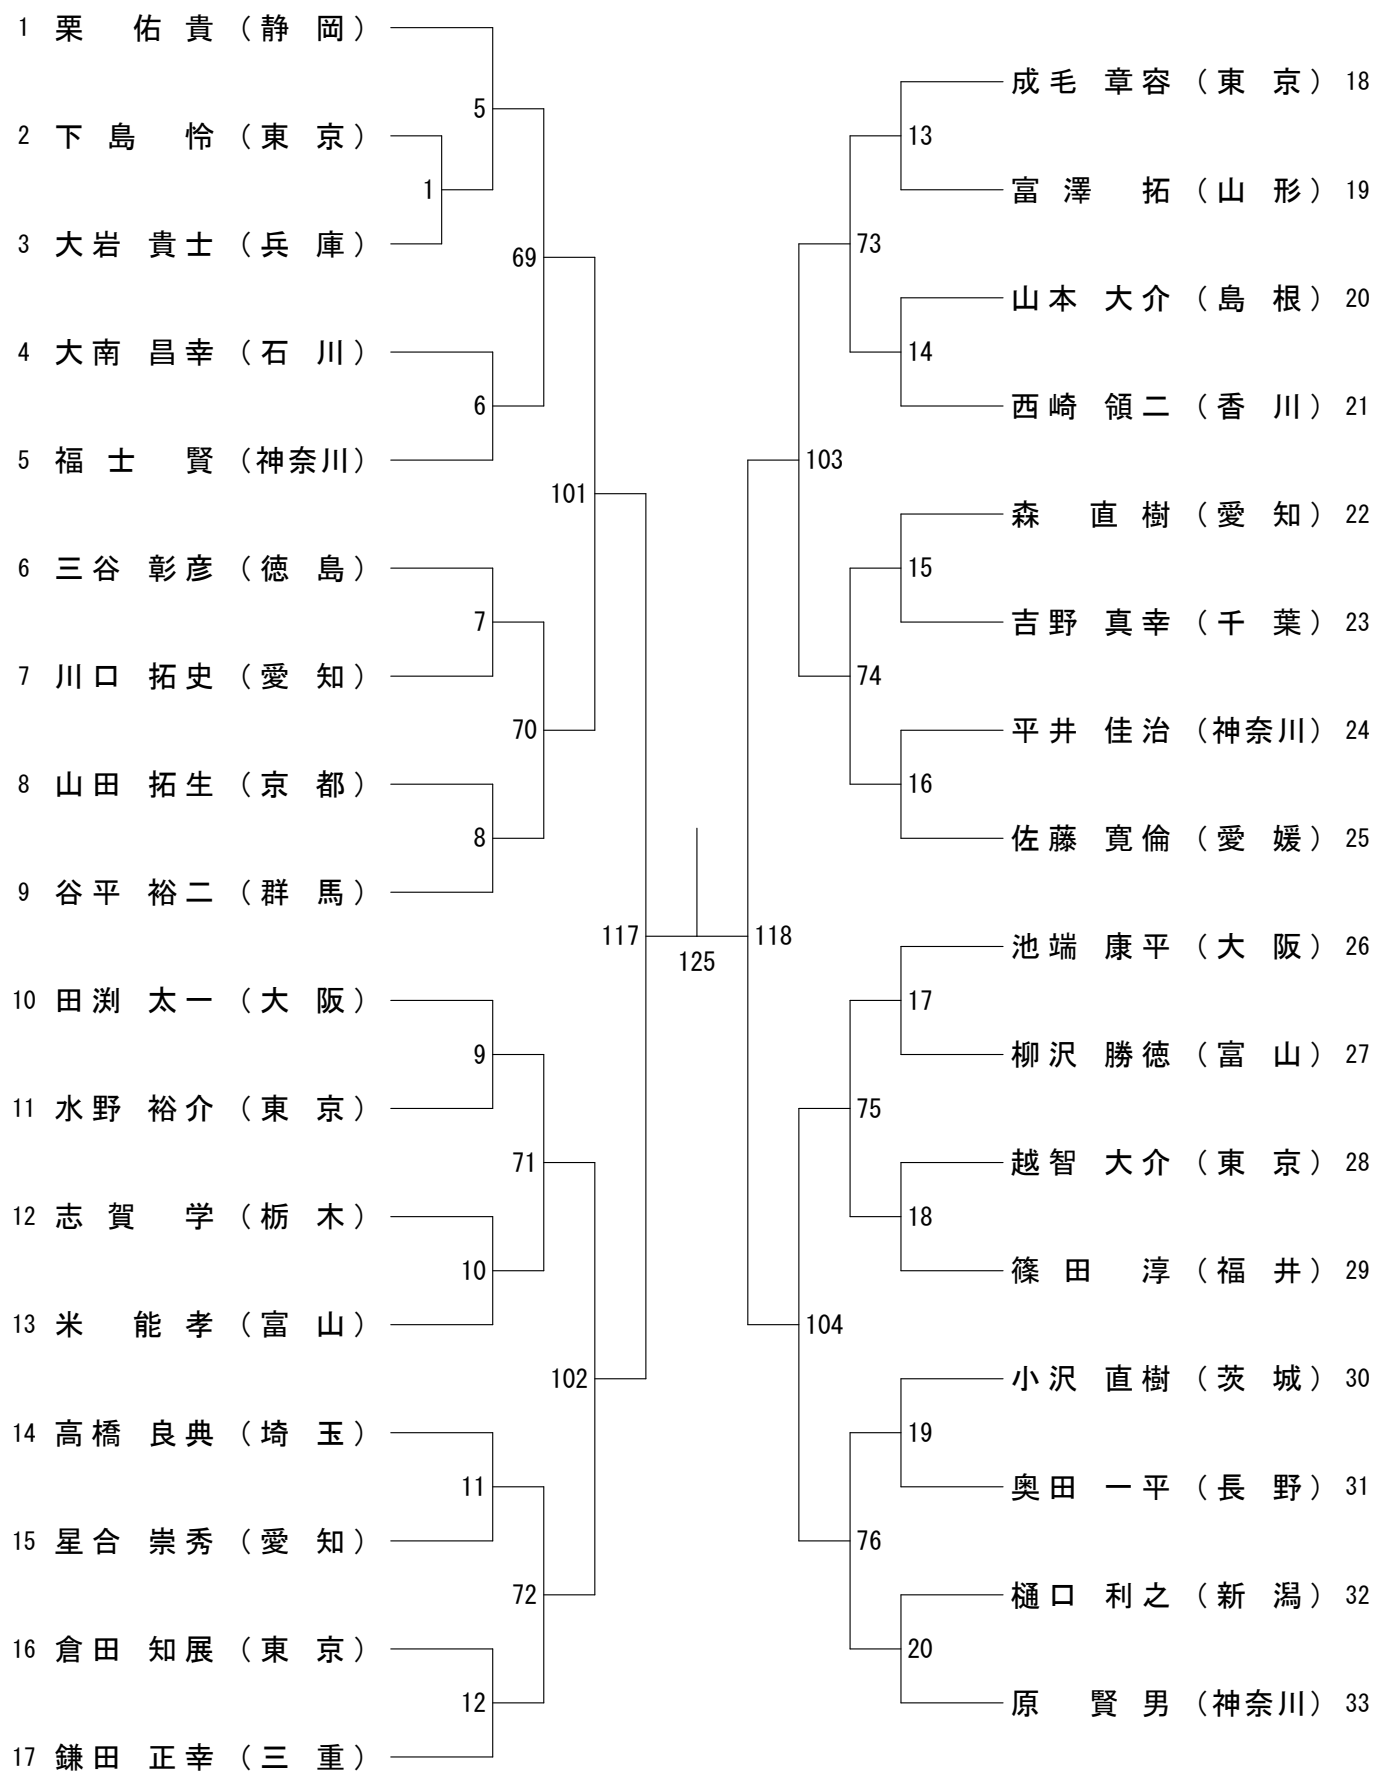 1 栗 佑貴 (静岡)
2 下島 怜 (東京)
3 大岩 貴士 (兵庫)
4 大南 昌幸 (石川)
5 福士 賢 (神奈川)
6 三谷 彰彦 (徳島)
7 川口 拓史 (愛知)
8 山田 拓生 (京都)
9 谷平 裕二 (群馬)
10 田渕 太一 (大阪)
11 水野 裕介 (東京)
12 志賀 学 (栃木)
13 米 能孝 (富山)
14 高橋 良典 (埼玉)
15 星合 崇秀 (愛知)
16 倉田 知展 (東京)
17 鎌田 正幸 (三重)
5
1
6
7
8
9
10
11
12
69
70
71
72
101
102
117
125
118
103
104
73
74
75
76
13
14
15
16
17
18
19
20
成毛 章容 (東京) 18
富澤 拓 (山形) 19
山本 大介 (島根) 20
西崎 領二 (香川) 21
森 直樹 (愛知) 22
吉野 真幸 (千葉) 23
平井 佳治 (神奈川) 24
佐藤 寛倫 (愛媛) 25
池端 康平 (大阪) 26
柳沢 勝徳 (富山) 27
越智 大介 (東京) 28
篠田 淳 (福井) 29
小沢 直樹 (茨城) 30
奥田 一平 (長野) 31
樋口 利之 (新潟) 32
原 賢男 (神奈川) 33